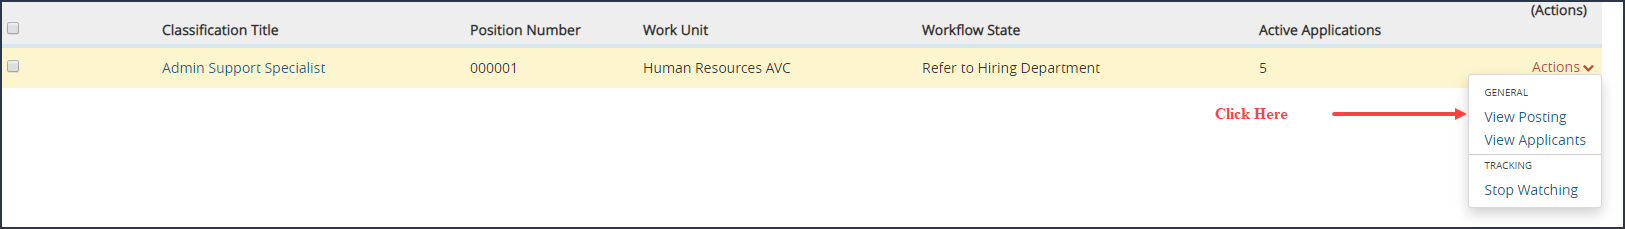 (Actions)
Classification Title Position Number Work Unit Workflow State Active Applications
Admin Support Specialist 000001 Human Resources AVC Refer to Hiring Department 5 Actions
GENERAL
Click Here View Posting
View Applicants
TRACKING
Stop Watching